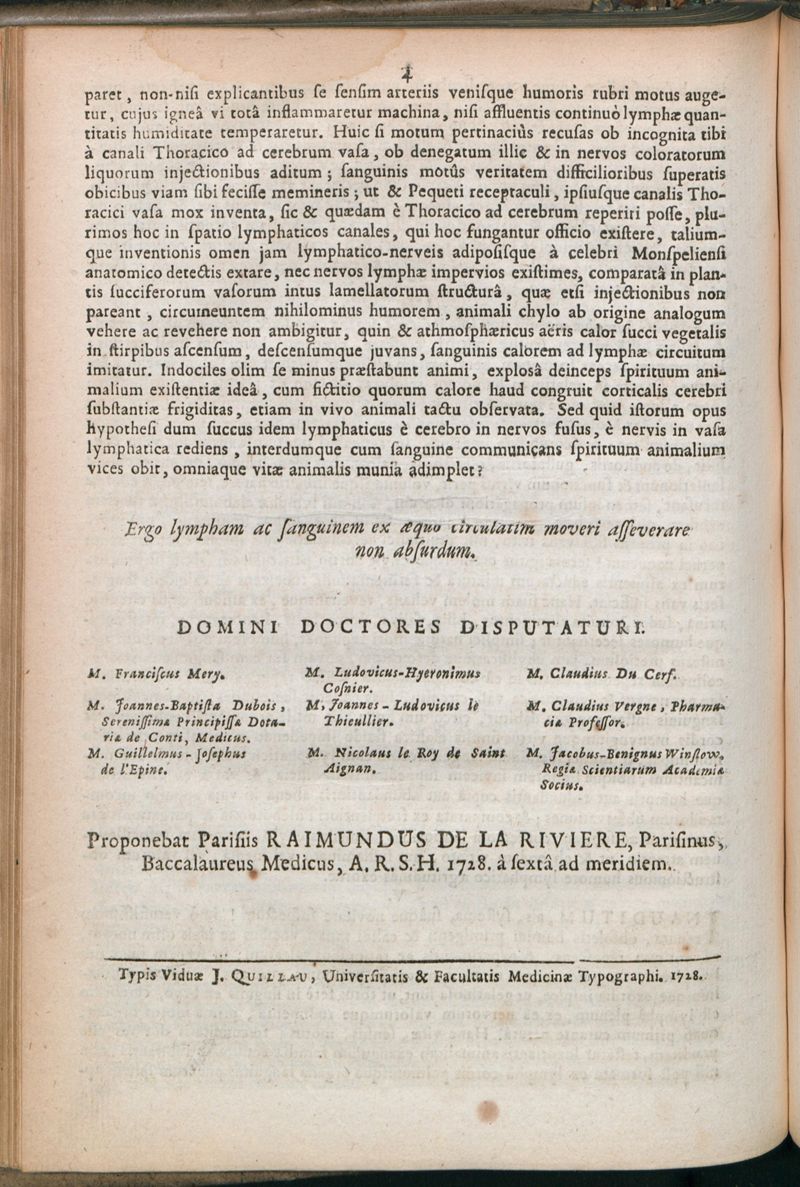 4
paret, non-nisi explicantibus se sensim arteriis venisque humoris rubri motus auge-
tur, cujus igneâ vi totâ inflammaretur machina, nisi affluentis continuò lymphæ quan-
titatis humiditate temperaretur. Huic si motum pertinaciùs recusas ob incognita tibi
à canali Thoracico ad cerebrum vasa, ob denegatum illic & in nervos coloratorum
liquorum injectionibus aditum; sanguinis motûs veritatem difficilioribus superatis
obicibus viam sibi fecisse memineris; ut & Pequeti receptaculi, ipsiusque canalis Tho-
racici vasa mox inventa, sic & quædam è Thoracico ad cerebrum reperiri posse, plu-
rimos hoc in spatio lymphaticos canales, qui hoc fungantur officio existere, talium-
que inventionis omen jam lymphatico-nerveis adiposisque à celebri Monspeliensi
anatomico detectis extare, nec nervos lymphæ impervios existimes, comparatâ in plan-
tis succiferorum vasorum intus lamellatorum structurâ, quæ etsi injectionibus non
pareant, circumeuntem nihilominus humorem, animali chylo ab origine analogum
vehere ac revehere non ambigitur, quin & athmosphæricus aëris calor succi vegetalis
in stirpibus ascensum, descensumque juvans, sanguinis calorem ad lymphæ circuitum
imitatur. Indociles olim se minus præstabunt animi, explosâ deinceps spirituum ani-
malium existentiæ ideâ, cum fictitio quorum calore haud congruit corticalis cerebri
substantiæ frigiditas, etiam in vivo animali tactu observata. Sed quid istorum opus
hypothesi dum succus idem lymphaticus è cerebro in nervos fusus, è nervis in vasa
lymphatica rediens, interdumque cum sanguine communicans spirituum animalium
vices obit, omniaque vitæ animalis munia adimplet?
Ergo lympham ac sanguinem ex æquo circulatim moveri asseverare
non absurdum.
DOMINI DOCTORES DISPUTATURI.
M. Franciscus Mery.
M. Joannes-Baptista Dubois,
Serenissimæ Principissæ Dota-
riæ de Conti, Medicus.
M. Guillelmus-Josephus
de l'Epine.
M. Ludovicus-Hyeronimus
Cosnier.
M. Joannes-Ludovicus le
Thieullier.
M. Nicolaus le Roy de Saint
Aignan.
M. Claudius Du Cerf.
M. Claudius Vergne, Pharma-
ciæ Professor.
M. Jacobus-Benignus Winslow,
Regiæ Scientiarum Academiæ
Socius.
Proponebat Parisiis RAIMUNDUS DE LA RIVIERE, Parisinus,
Baccalaureus Medicus, A. R. S. H. 1728. à sextâ ad meridiem.
Typis Viduæ J. QUILLAU, Universitatis & Facultatis Medicinæ Typographi. 1728.